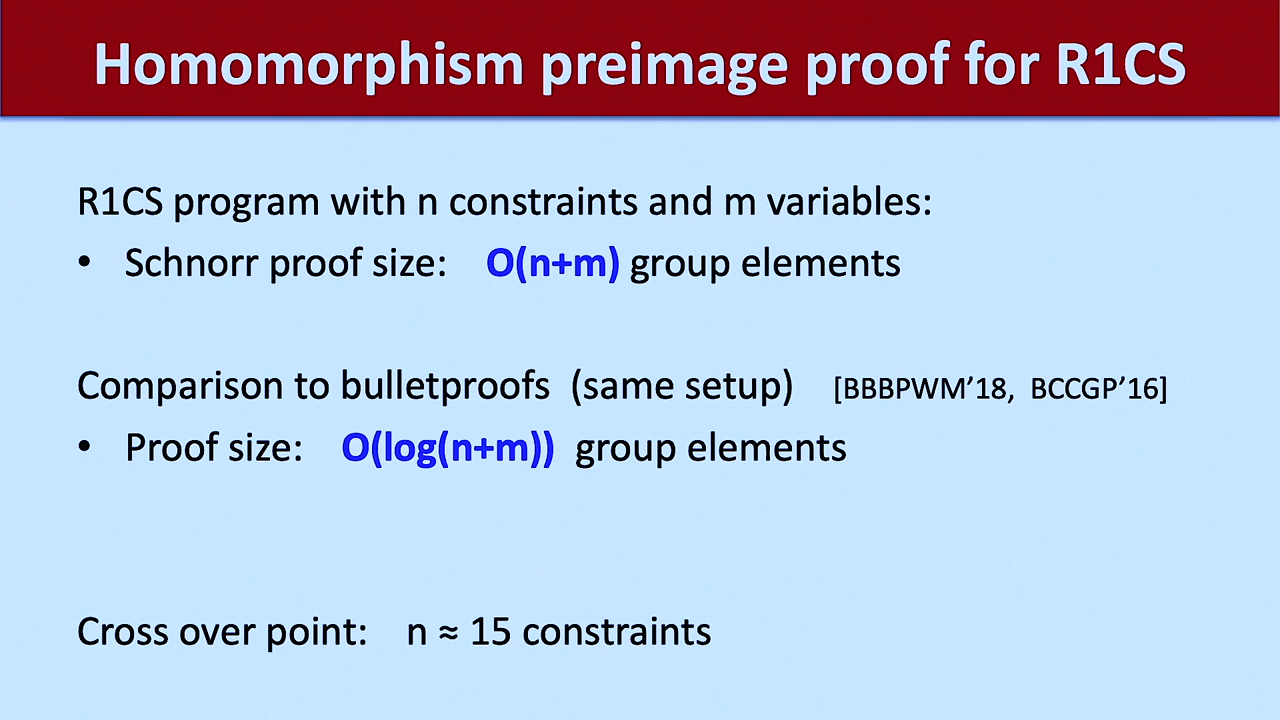 Homomorphism preimage proof for R1CS
R1CS program with n constraints and m variables:
• Schnorr proof size: O(n+m) group elements
Comparison to bulletproofs (same setup) [BBBPWM’18, BCCGP’16]
• Proof size: O(log(n+m)) group elements
Cross over point: n ≈ 15 constraints